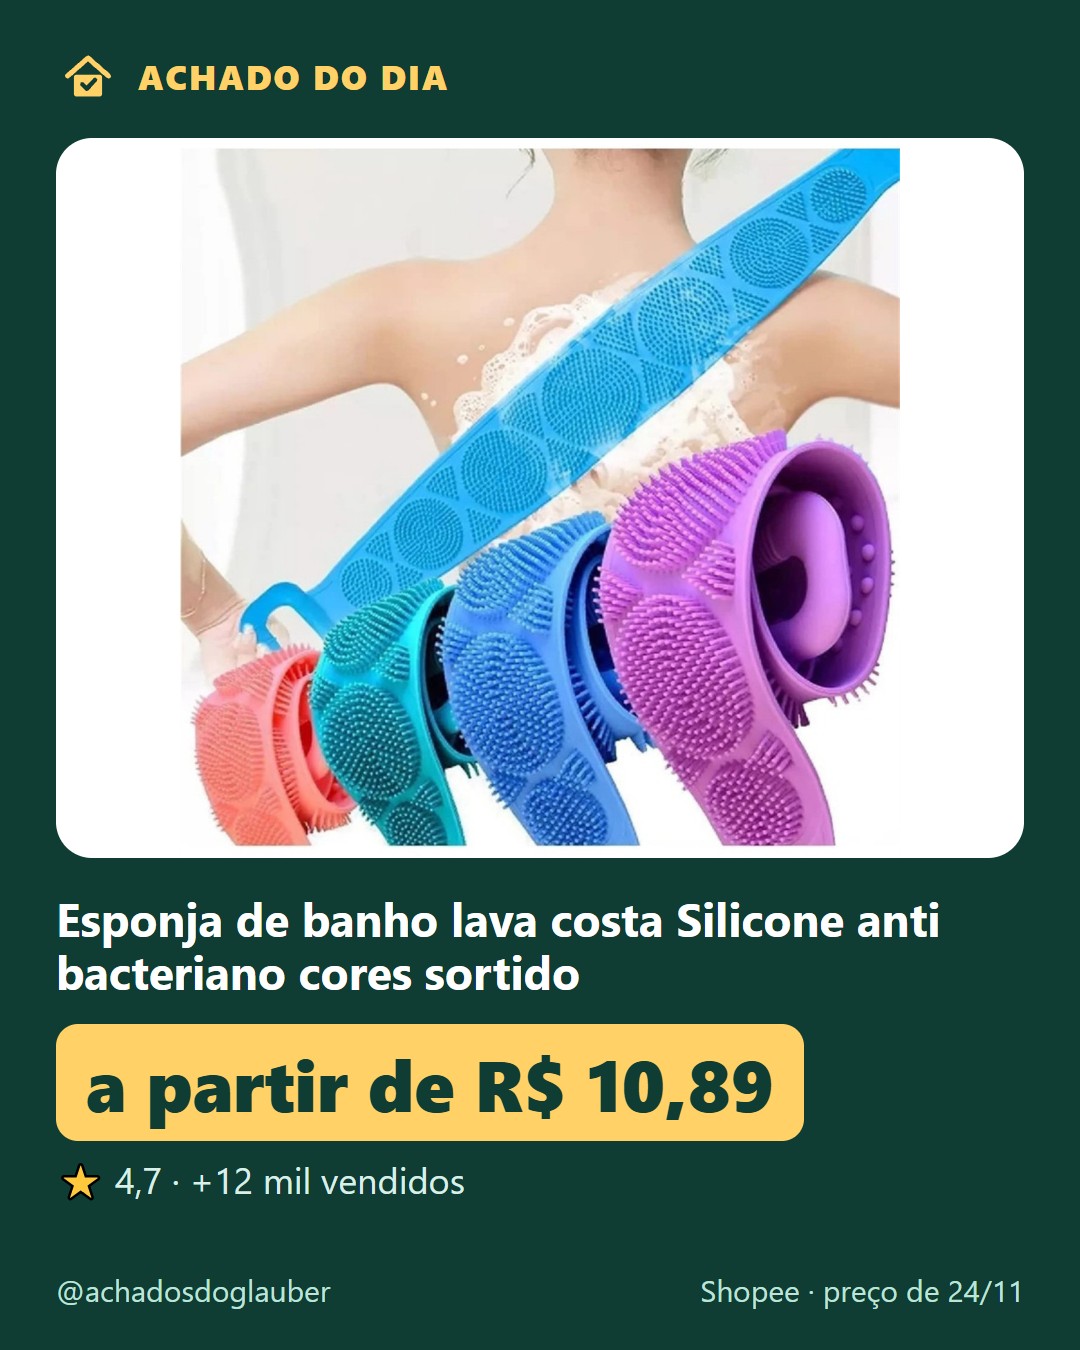 ACHADO DO DIA
Esponja de banho lava costa Silicone anti
bacteriano cores sortido
a partir de R$ 10,89
4,7 · +12 mil vendidos
@achadosdoglauber
Shopee · preço de 24/11